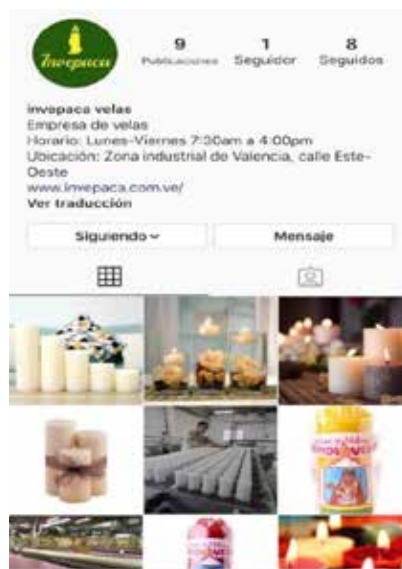 Invepaca
9 1 8
Publicaciones Seguidor Seguidos
invepaca velas
Empresa de velas
Horario: Lunes-Viernes 7:30am a 4:00pm
Ubicación: Zona industrial de Valencia, calle Este-
Oeste
www.invepaca.com.ve/
Ver traducción
Siguiendo Mensaje